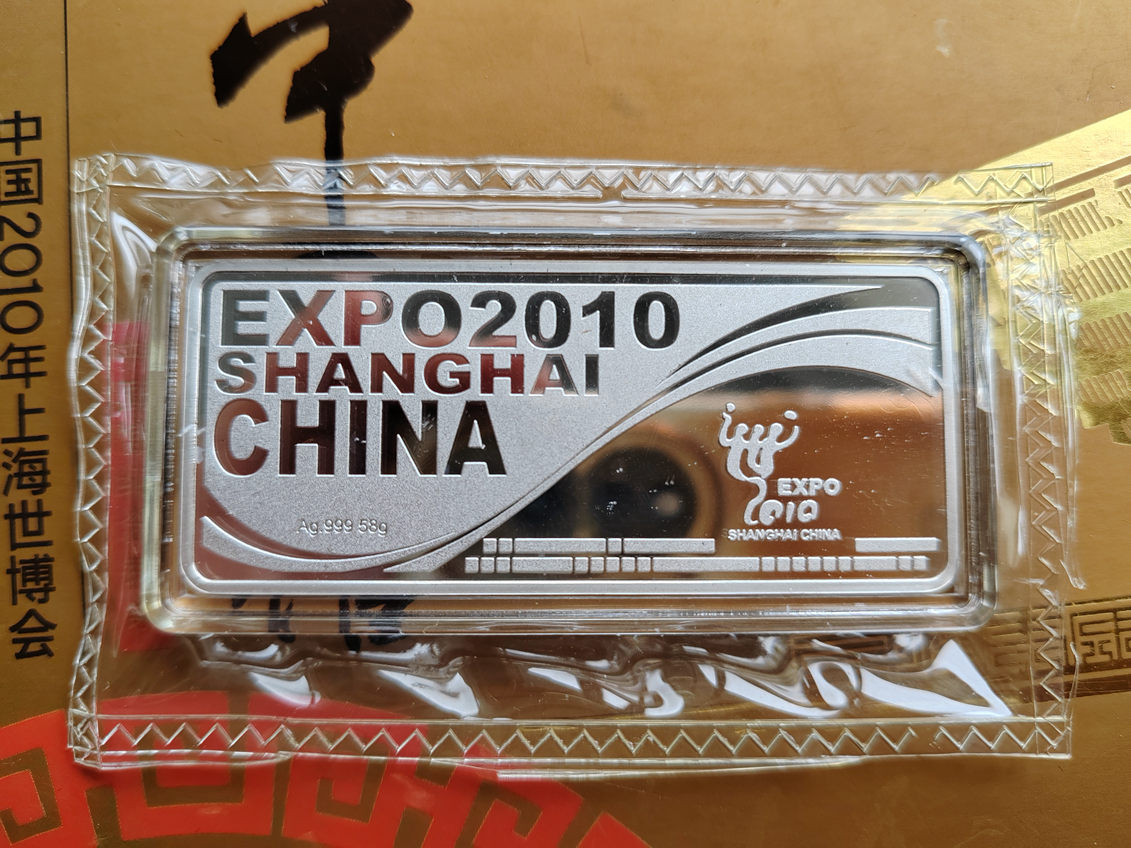 中国2010年上海世博会
EXPO2010
SHANGHAI
CHINA
Ag.999 58g
EXPO
2010
SHANGHAI CHINA